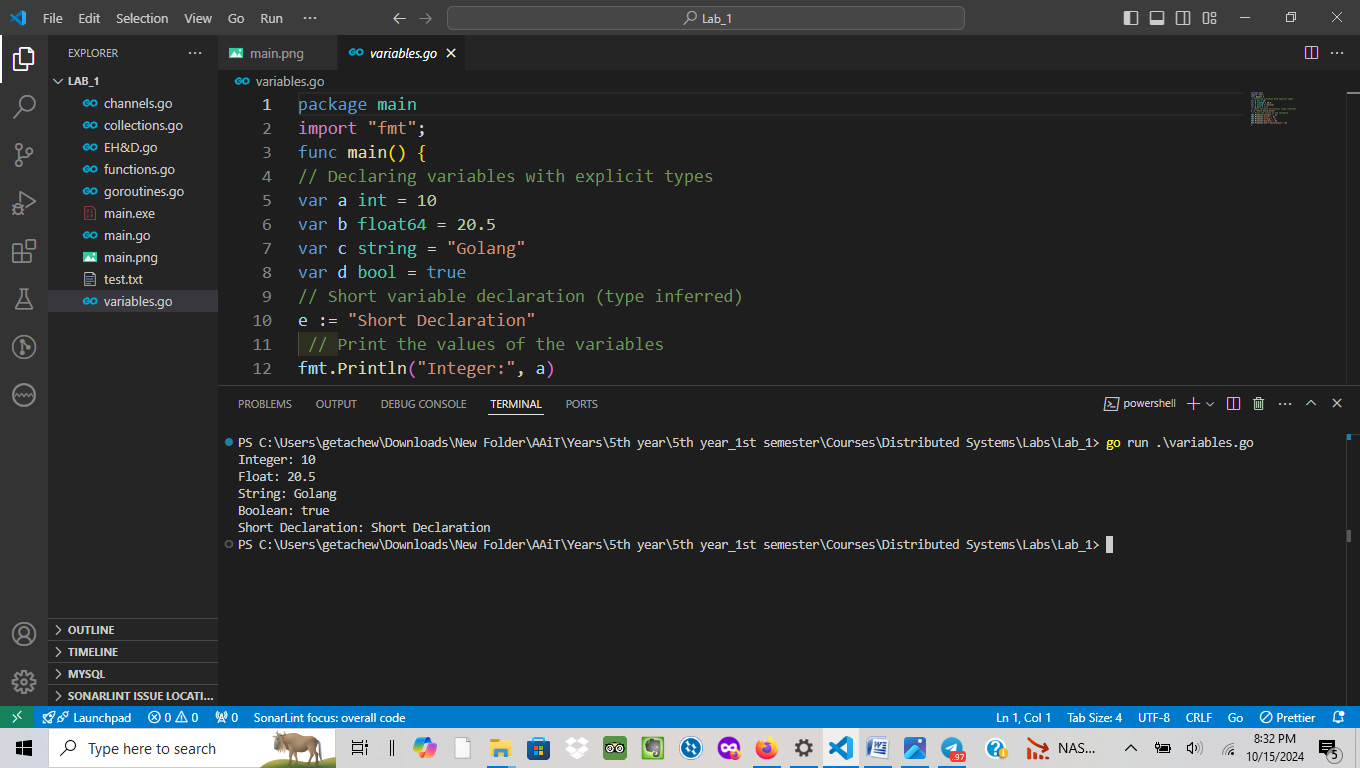 File Edit Selection View Go Run ··· Lab_1
EXPLORER ···
LAB_1
channels.go
collections.go
EH&D.go
functions.go
goroutines.go
main.exe
main.go
main.png
test.txt
variables.go
OUTLINE
TIMELINE
MYSQL
SONARLINT ISSUE LOCATI...
main.png variables.go
variables.go
1 package main
2 import "fmt";
3 func main() {
4 // Declaring variables with explicit types
5 var a int = 10
6 var b float64 = 20.5
7 var c string = "Golang"
8 var d bool = true
9 // Short variable declaration (type inferred)
10 e := "Short Declaration"
11 // Print the values of the variables
12 fmt.Println("Integer:", a)
PROBLEMS OUTPUT DEBUG CONSOLE TERMINAL PORTS powershell
PS C:\Users\getachew\Downloads\New Folder\AAiT\Years\5th year\5th year_1st semester\Courses\Distributed Systems\Labs\Lab_1> go run .\variables.go
Integer: 10
Float: 20.5
String: Golang
Boolean: true
Short Declaration: Short Declaration
PS C:\Users\getachew\Downloads\New Folder\AAiT\Years\5th year\5th year_1st semester\Courses\Distributed Systems\Labs\Lab_1>
Launchpad 0 0 0 SonarLint focus: overall code Ln 1, Col 1 Tab Size: 4 UTF-8 CRLF Go Prettier
Type here to search .97 NAS... 8:32 PM
10/15/2024 5